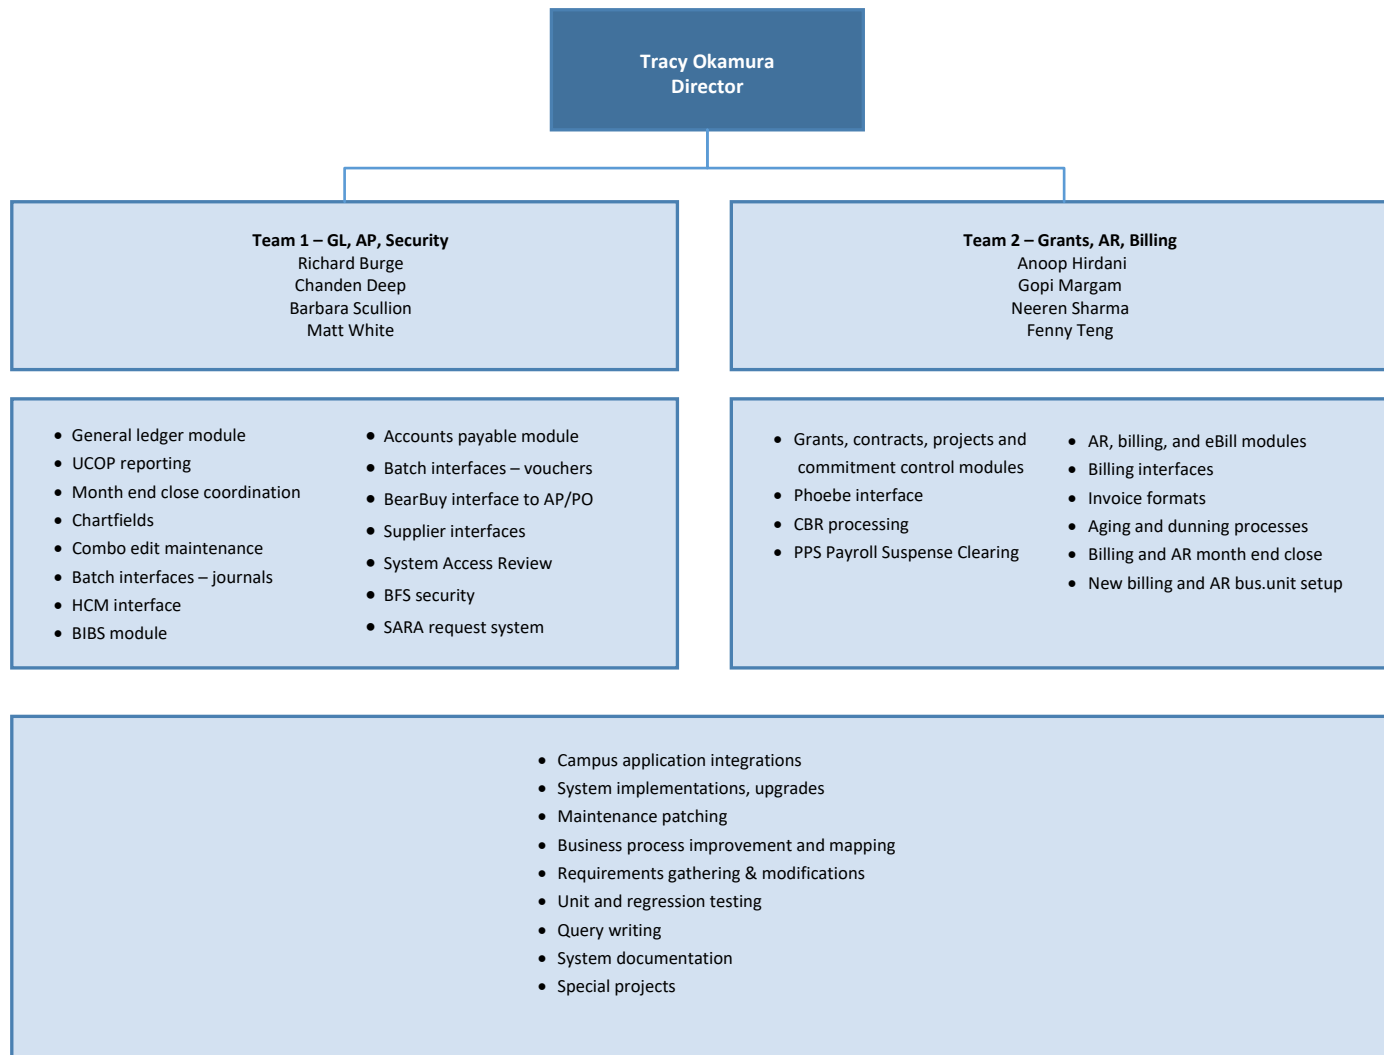 Tracy Okamura
Director
Team 1 – GL, AP, Security
Richard Burge
Chanden Deep
Barbara Scullion
Matt White
Team 2 – Grants, AR, Billing
Anoop Hirdani
Gopi Margam
Neeren Sharma
Fenny Teng
• General ledger module
• UCOP reporting
• Month end close coordination
• Chartfields
• Combo edit maintenance
• Batch interfaces – journals
• HCM interface
• BIBS module
• Accounts payable module
• Batch interfaces – vouchers
• BearBuy interface to AP/PO
• Supplier interfaces
• System Access Review
• BFS security
• SARA request system
• Grants, contracts, projects and
commitment control modules
• Phoebe interface
• CBR processing
• PPS Payroll Suspense Clearing
• AR, billing, and eBill modules
• Billing interfaces
• Invoice formats
• Aging and dunning processes
• Billing and AR month end close
• New billing and AR bus.unit setup
• Campus application integrations
• System implementations, upgrades
• Maintenance patching
• Business process improvement and mapping
• Requirements gathering & modifications
• Unit and regression testing
• Query writing
• System documentation
• Special projects